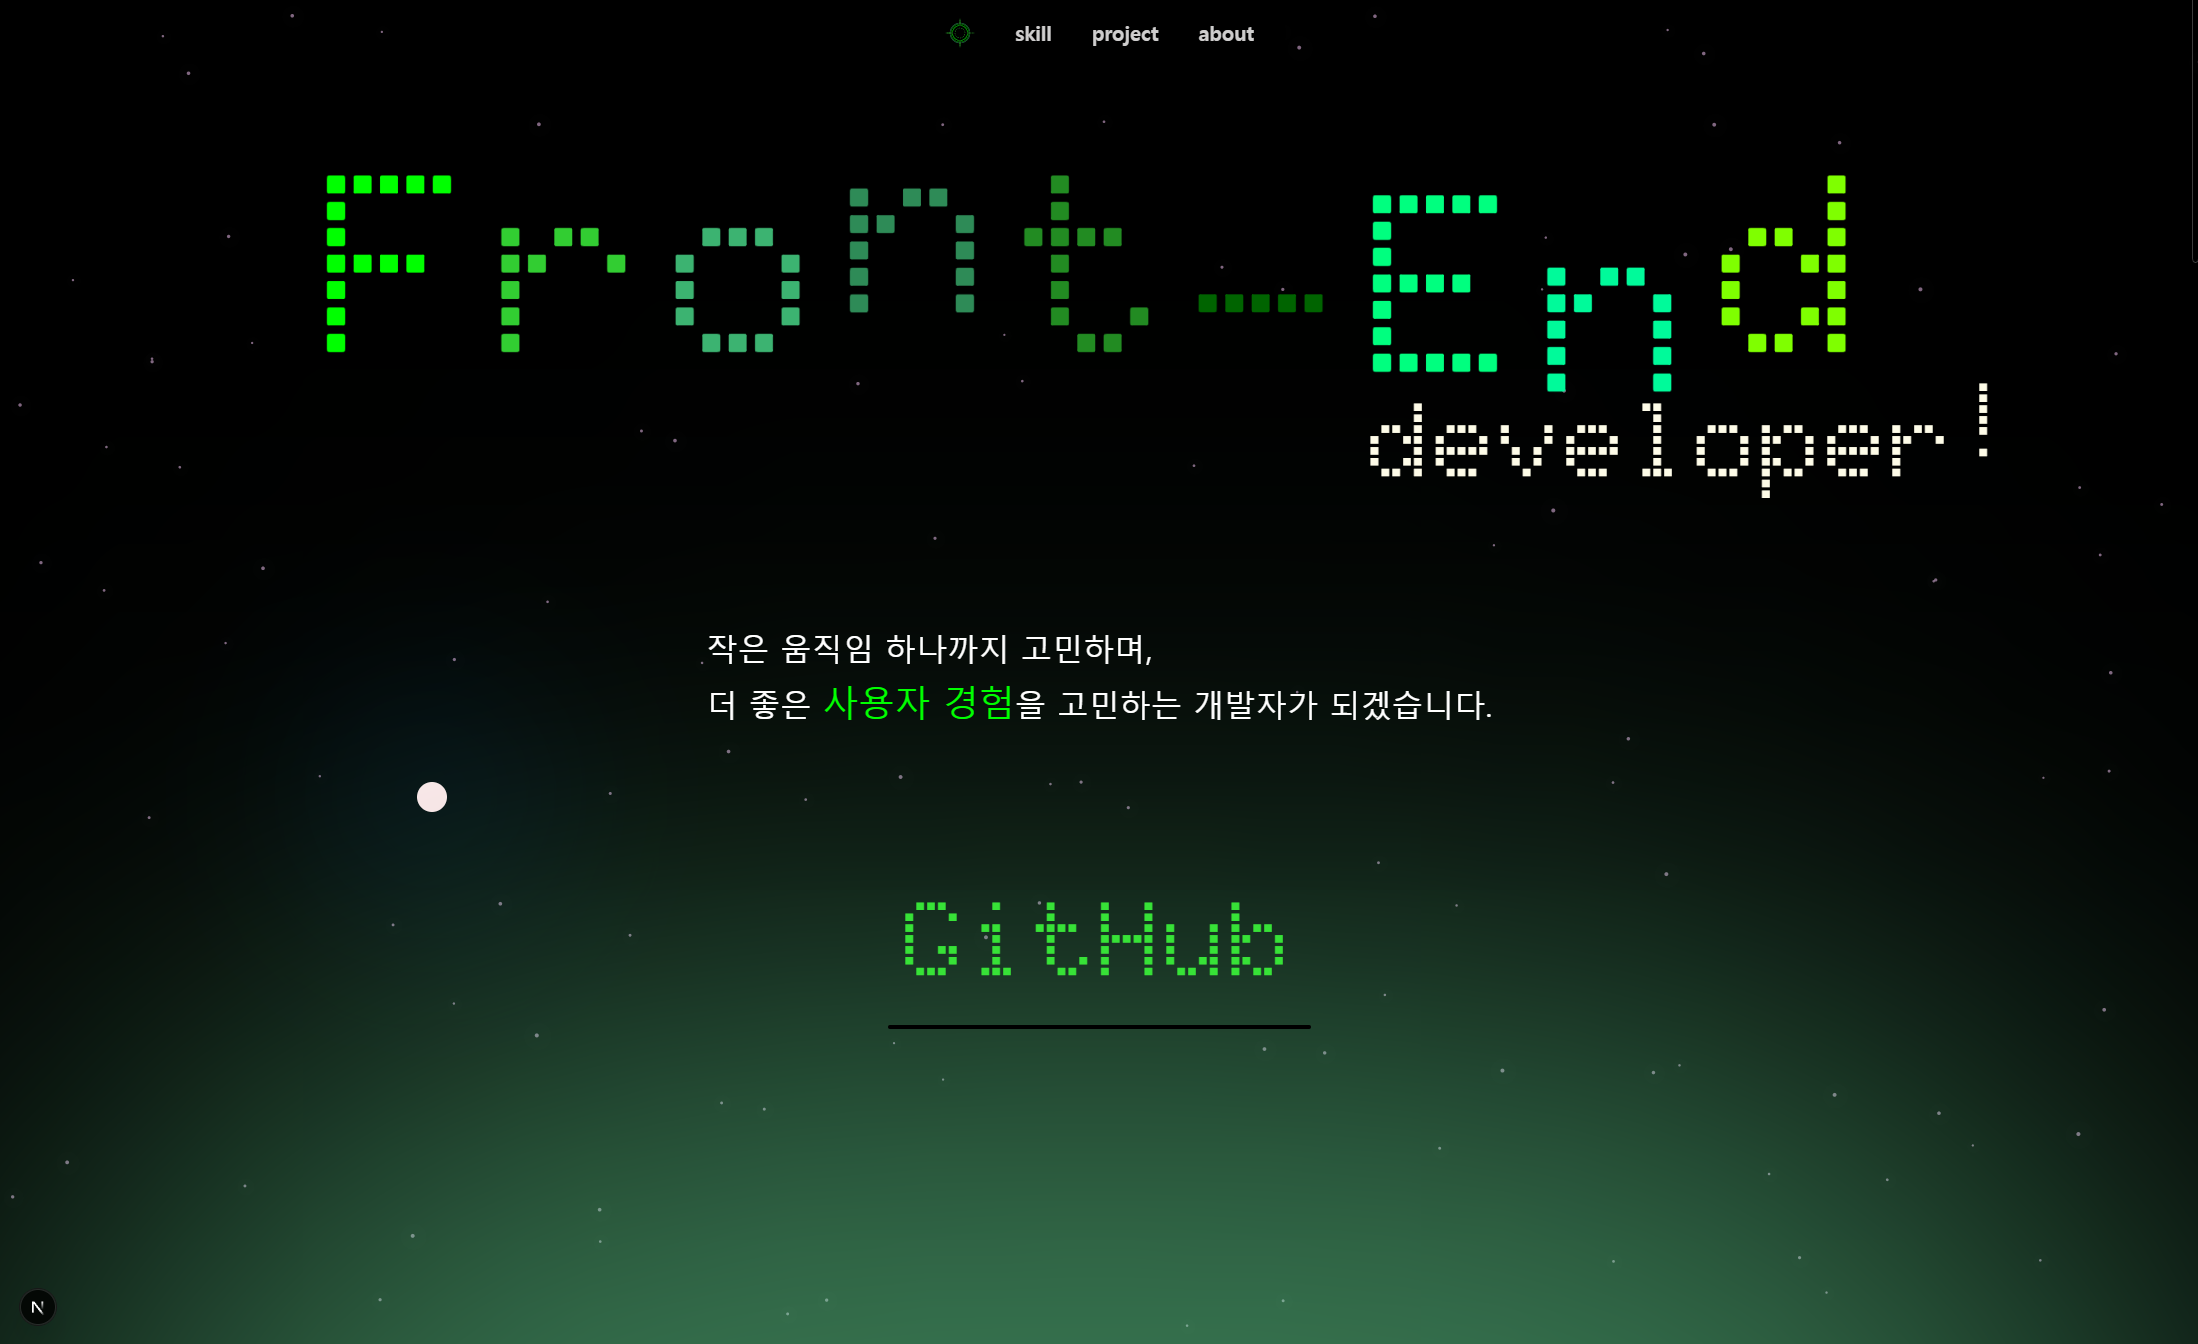 skill project about
Front-End
developer!
작은 움직임 하나까지 고민하며,
더 좋은 사용자 경험을 고민하는 개발자가 되겠습니다.
GitHub
N